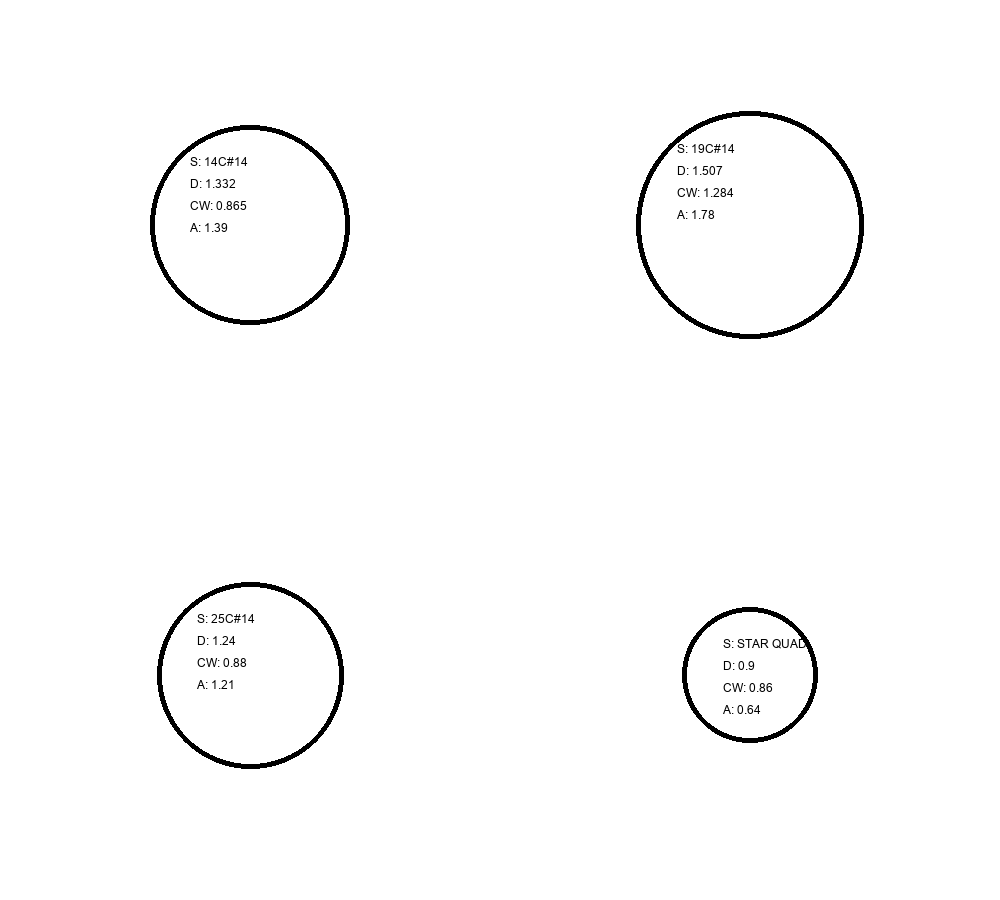 S: 14C#14
D: 1.332
CW: 0.865
A: 1.39
S: 19C#14
D: 1.507
CW: 1.284
A: 1.78
S: 25C#14
D: 1.24
CW: 0.88
A: 1.21
S: STAR QUAD
D: 0.9
CW: 0.86
A: 0.64